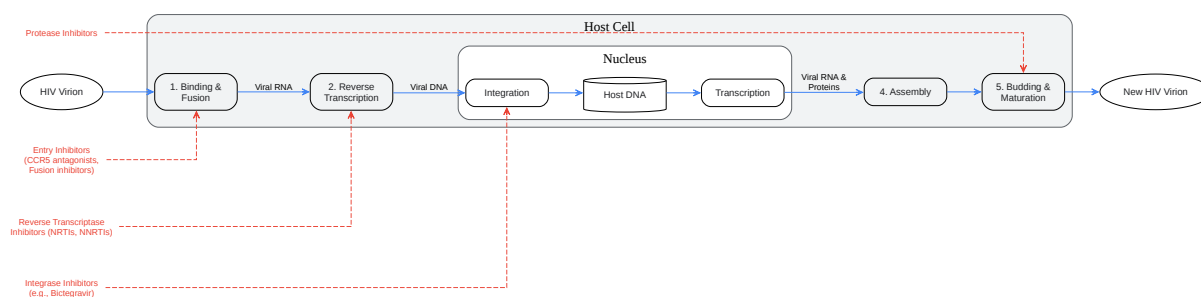 Host Cell
Protease Inhibitors
Nucleus
HIV Virion
1. Binding &
Fusion
Viral RNA
2. Reverse
Transcription
Viral DNA
Integration
Host DNA
Transcription
Viral RNA &
Proteins
4. Assembly
5. Budding &
Maturation
New HIV Virion
Entry Inhibitors
(CCR5 antagonists,
Fusion inhibitors)
Reverse Transcriptase
Inhibitors (NRTIs, NNRTIs)
Integrase Inhibitors
(e.g., Bictegravir)